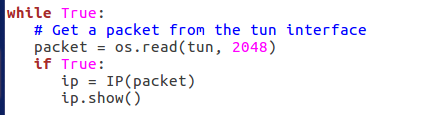 while True:
    # Get a packet from the tun interface
    packet = os.read(tun, 2048)
    if True:
        ip = IP(packet)
        ip.show()